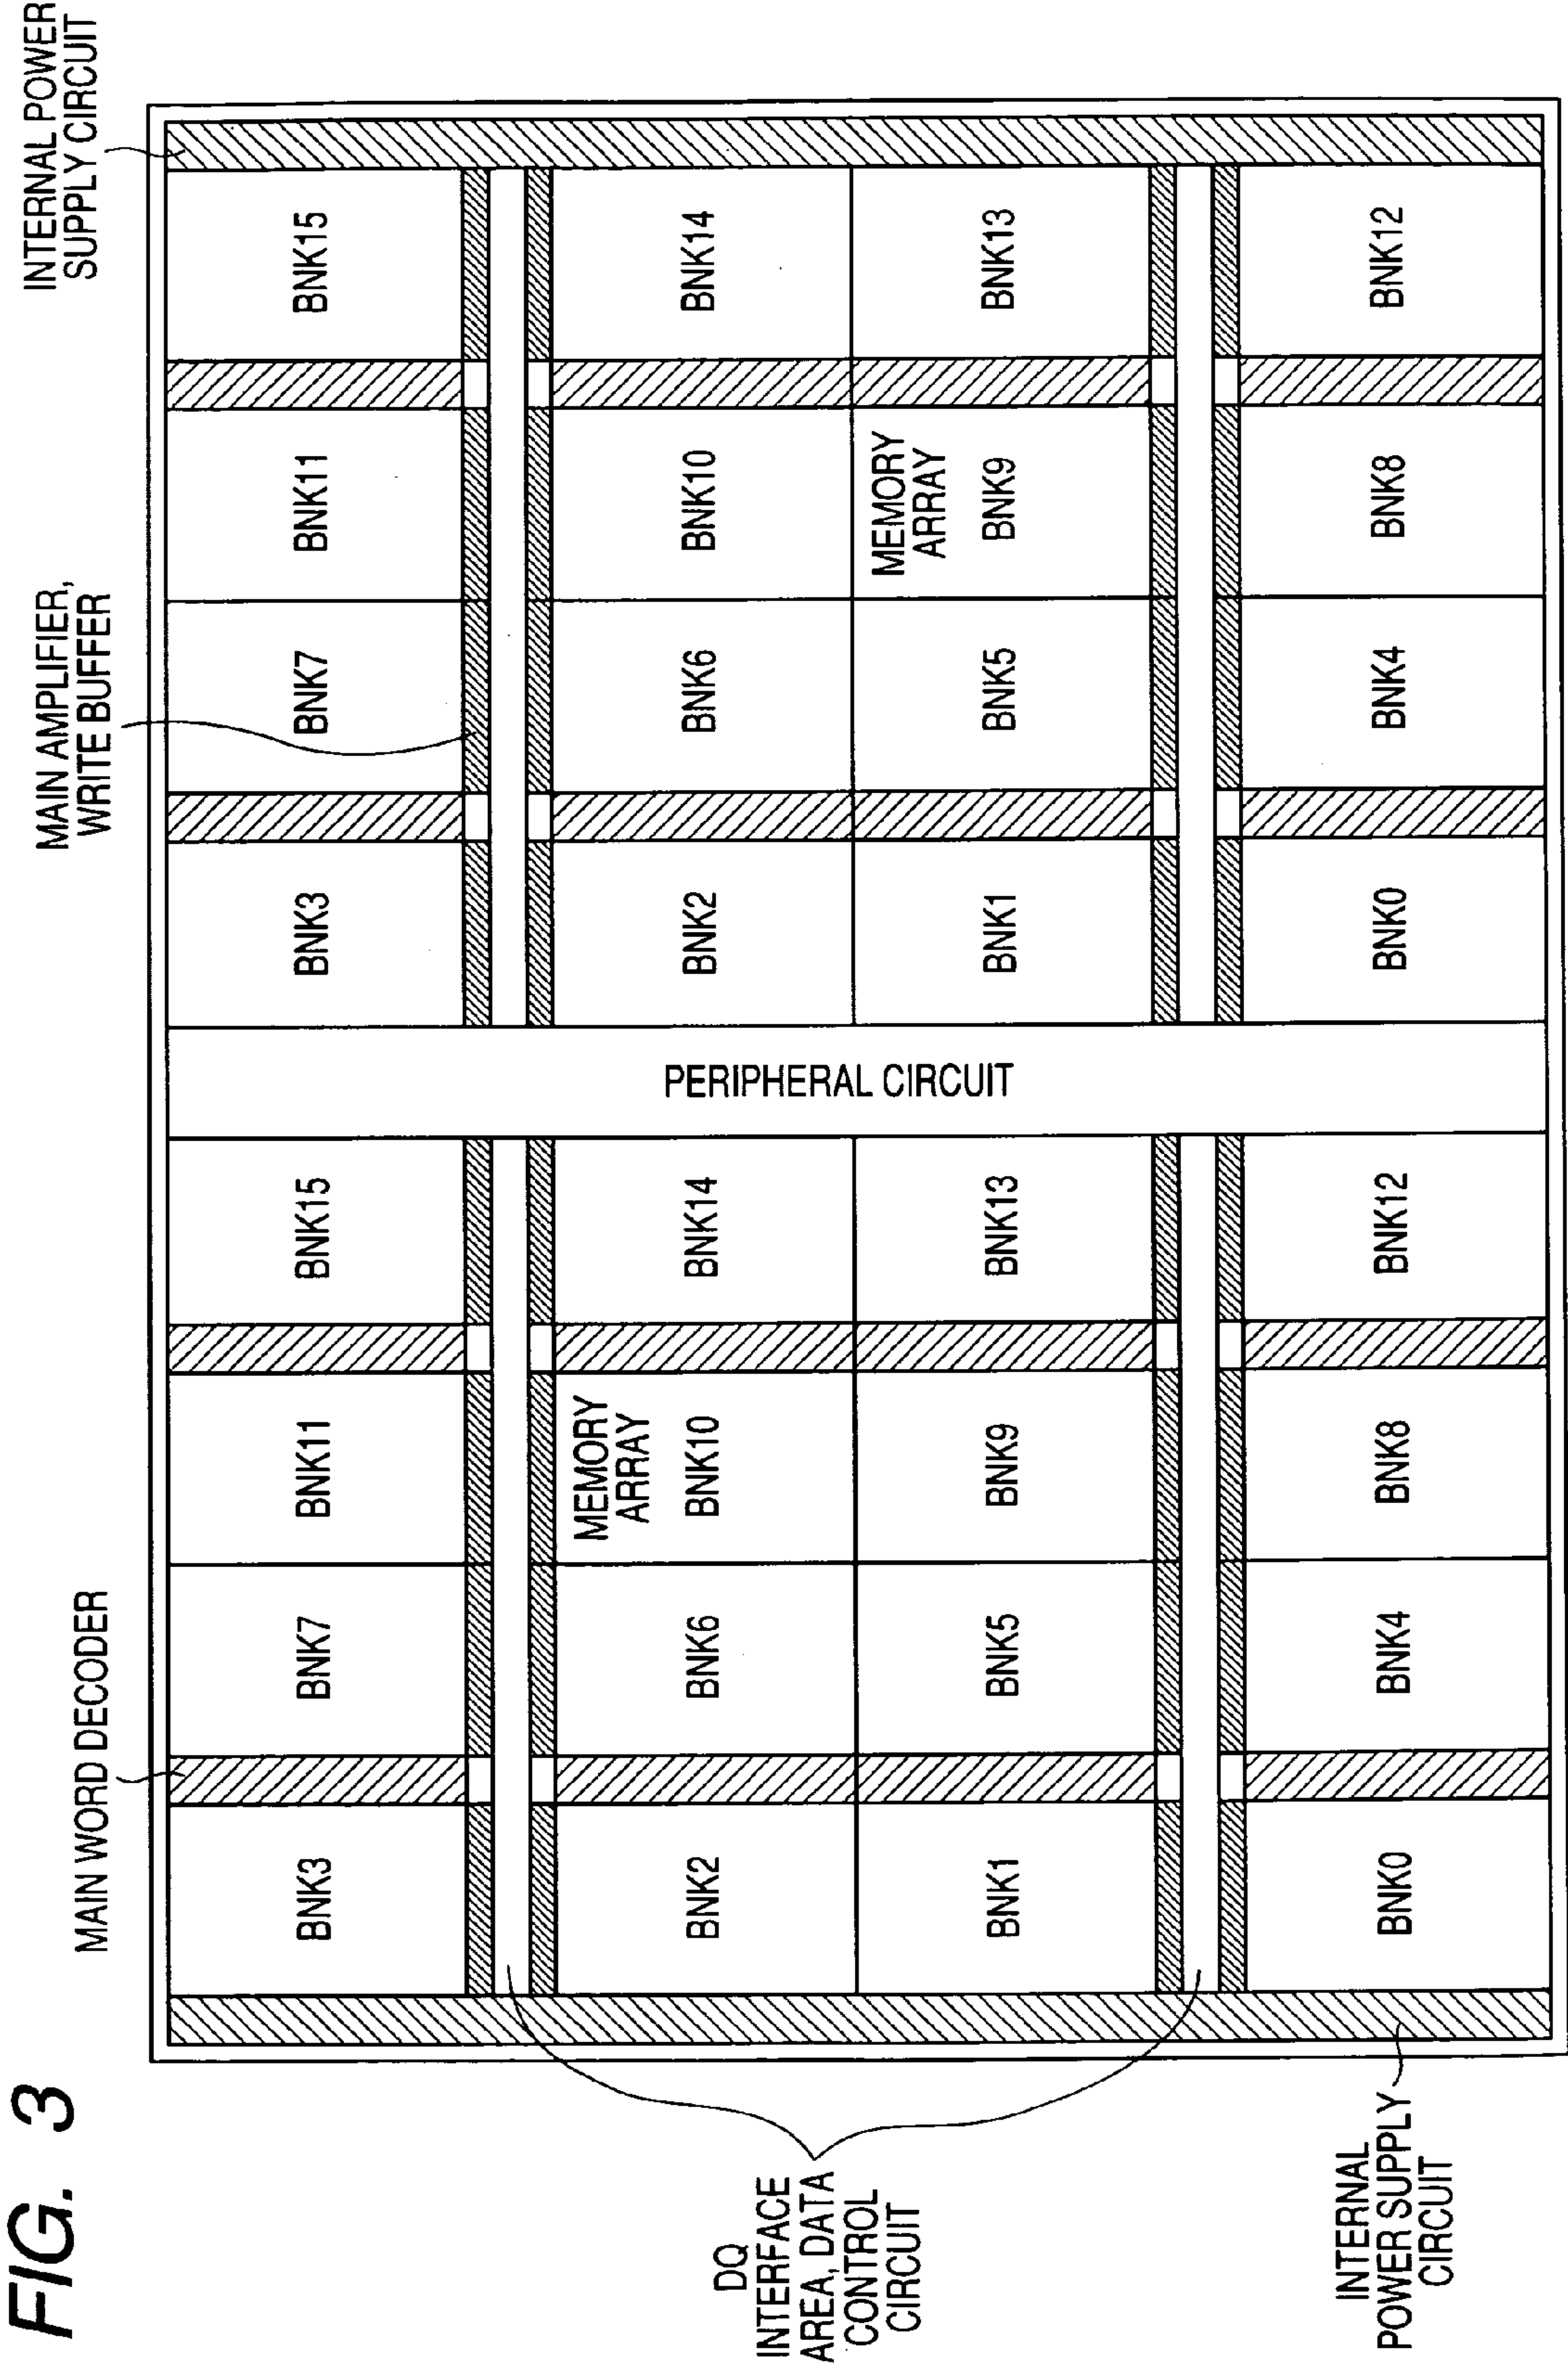 FIG. 3
MAIN WORD DECODER
MAIN AMPLIFIER,
WRITE BUFFER
INTERNAL POWER
SUPPLY CIRCUIT
BNK3
BNK7
BNK11
BNK15
BNK3
BNK7
BNK11
BNK15
DQ
INTERFACE
AREA, DATA
CONTROL
CIRCUIT
MEMORY
ARRAY
BNK2
BNK6
BNK10
BNK14
PERIPHERAL CIRCUIT
BNK2
BNK6
BNK10
BNK14
MEMORY
ARRAY
BNK1
BNK5
BNK9
BNK13
BNK1
BNK5
BNK9
BNK13
INTERNAL
POWER SUPPLY
CIRCUIT
BNK0
BNK4
BNK8
BNK12
BNK0
BNK4
BNK8
BNK12